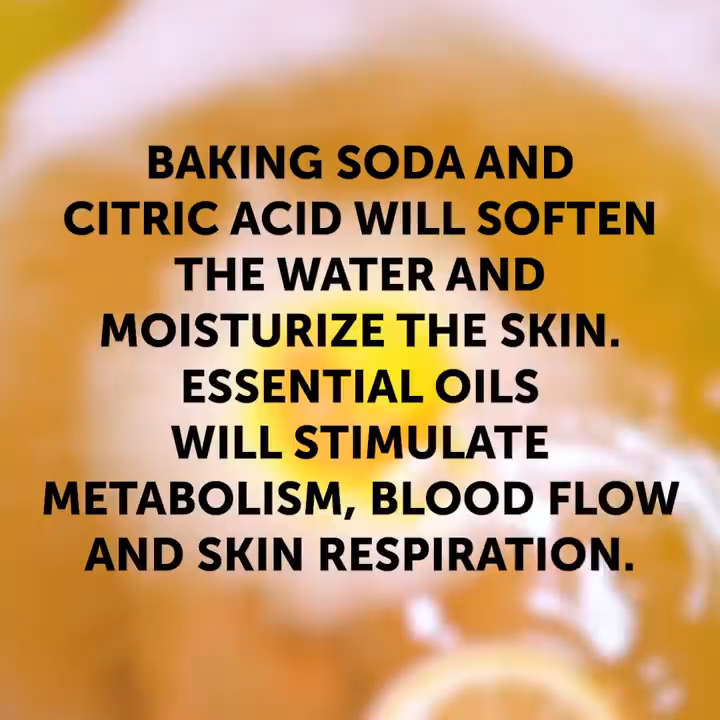 BAKING SODA AND
CITRIC ACID WILL SOFTEN
THE WATER AND
MOISTURIZE THE SKIN.
ESSENTIAL OILS
WILL STIMULATE
METABOLISM, BLOOD FLOW
AND SKIN RESPIRATION.